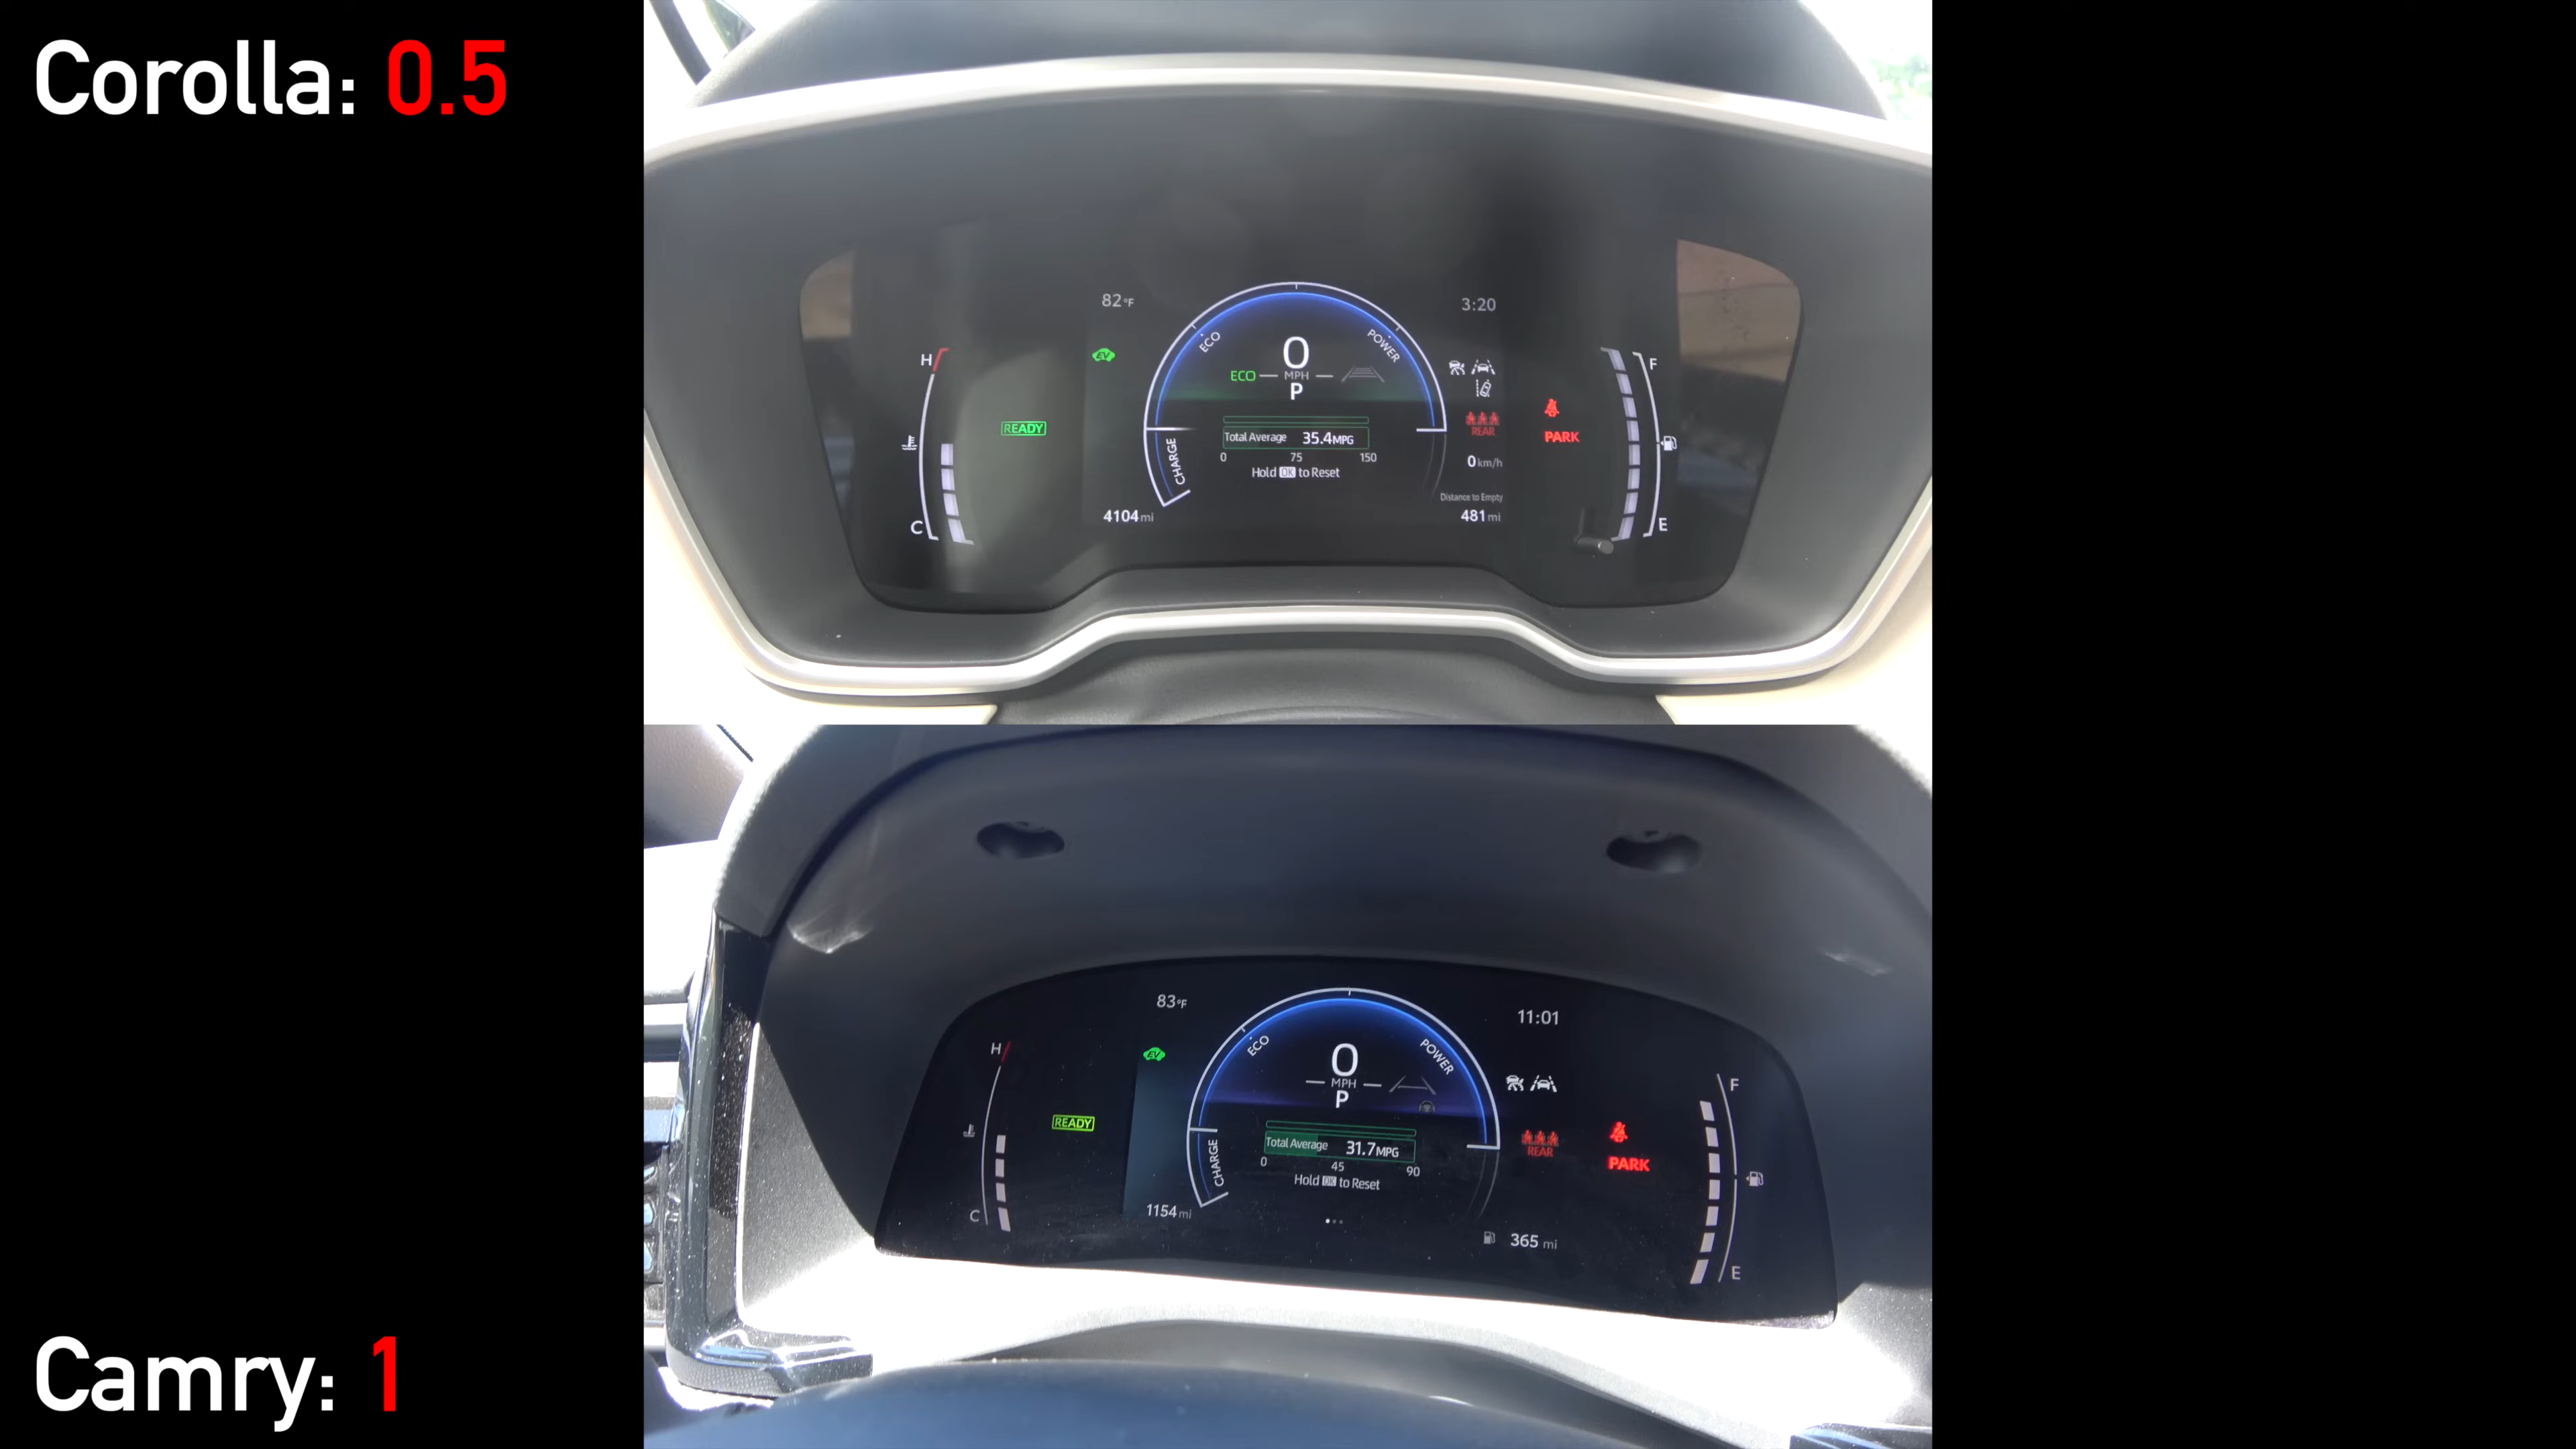 Corolla: 0.5
82°F
3:20
H
EV
ECO
POWER
0
F
ECO
MPH
P
READY
REAR
PARK
CHARGE
Total Average 35.4MPG
0 75 150
Hold OK to Reset
0 km/h
Distance to Empty
C
4104 mi
481 mi
E
83°F
11:01
H
EV
ECO
POWER
0
MPH
P
F
READY
REAR
PARK
CHARGE
Total Average 31.7MPG
0 45 90
Hold OK to Reset
C
1154 mi
365 mi
E
Camry: 1